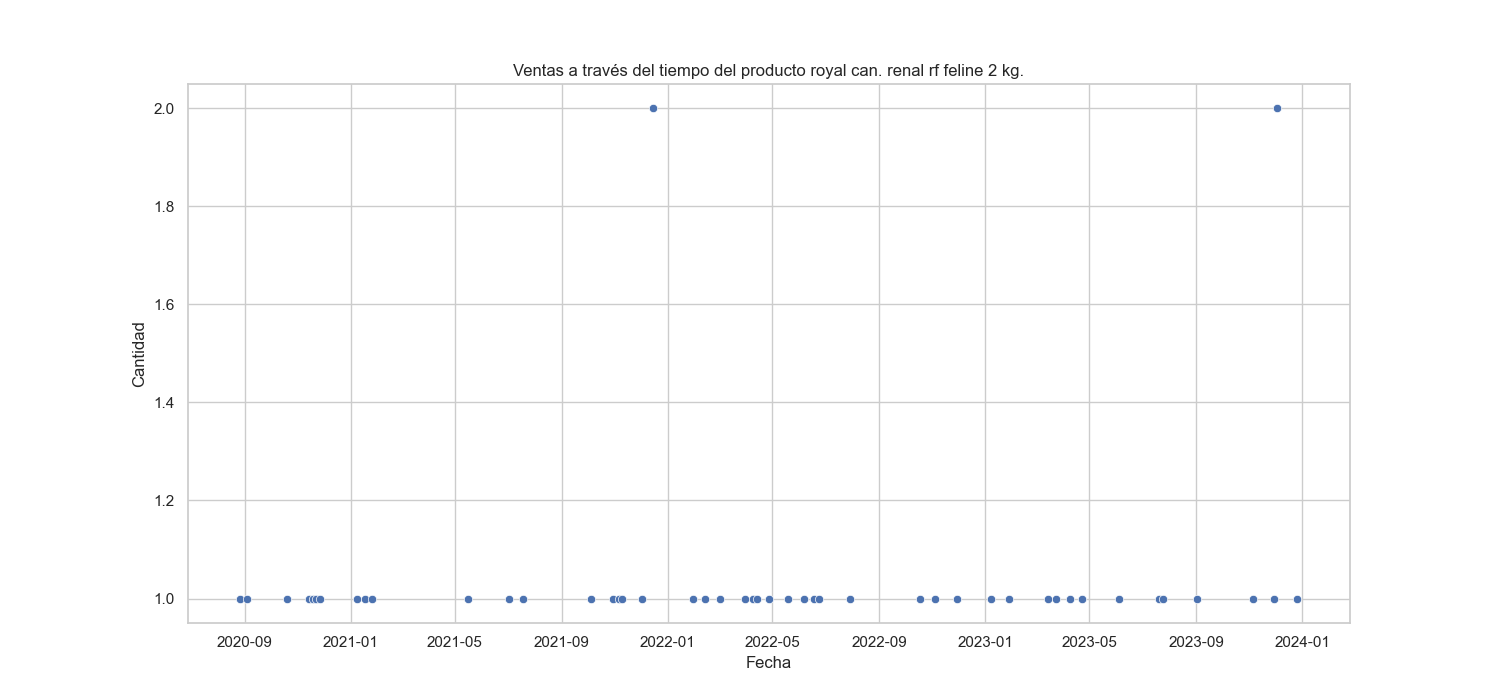 Ventas a través del tiempo del producto royal can. renal rf feline 2 kg.
2.0
1.8
1.6
1.4
1.2
1.0
Cantidad
2020-09 2021-01 2021-05 2021-09 2022-01 2022-05 2022-09 2023-01 2023-05 2023-09 2024-01
Fecha